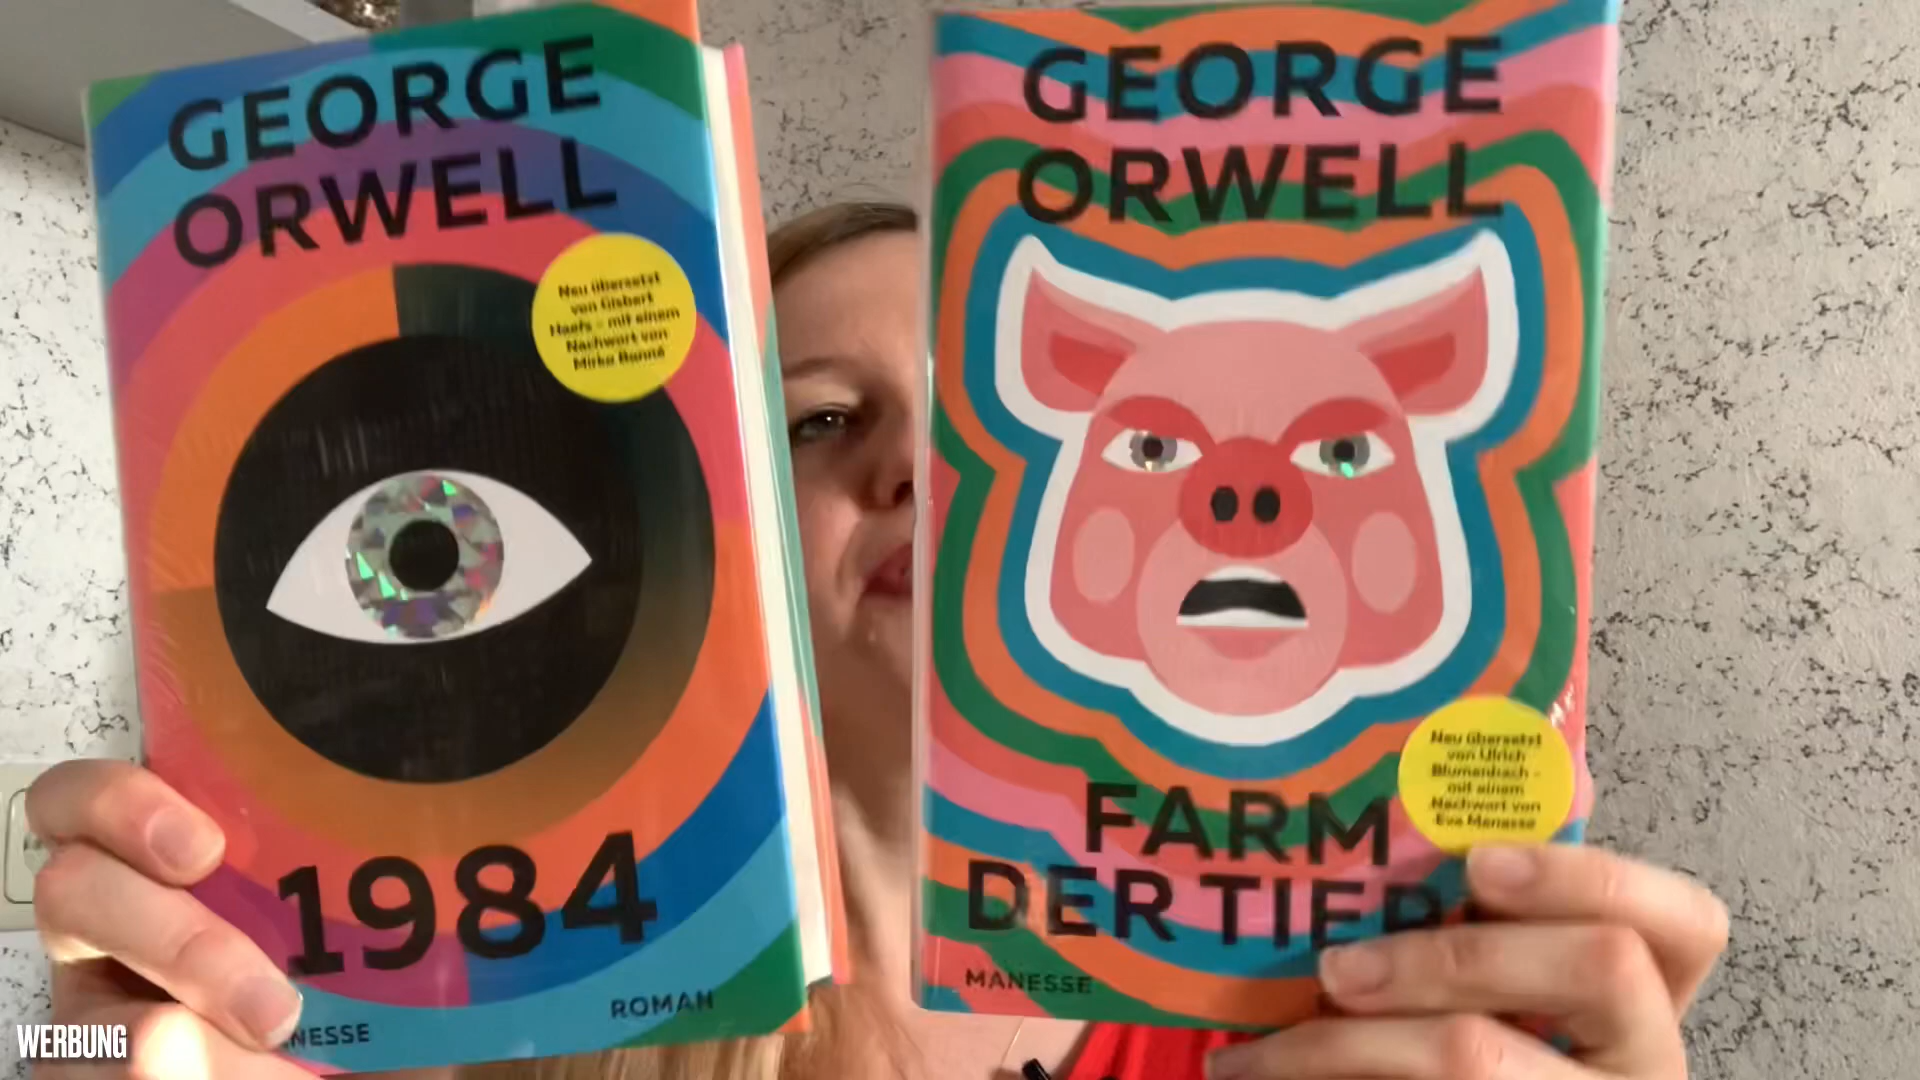 GEORGE
ORWELL
Neu übersetzt
von Gisbert
Haefs – mit einem
Nachwort von
Mirko Bonné
1984
ROMAN
NESSE
GEORGE
ORWELL
FARM
DER TIER
Neu übersetzt
von Ulrich
Blumenbach –
mit einem
Nachwort von
Eva Menasse
MANESSE
WERBUNG